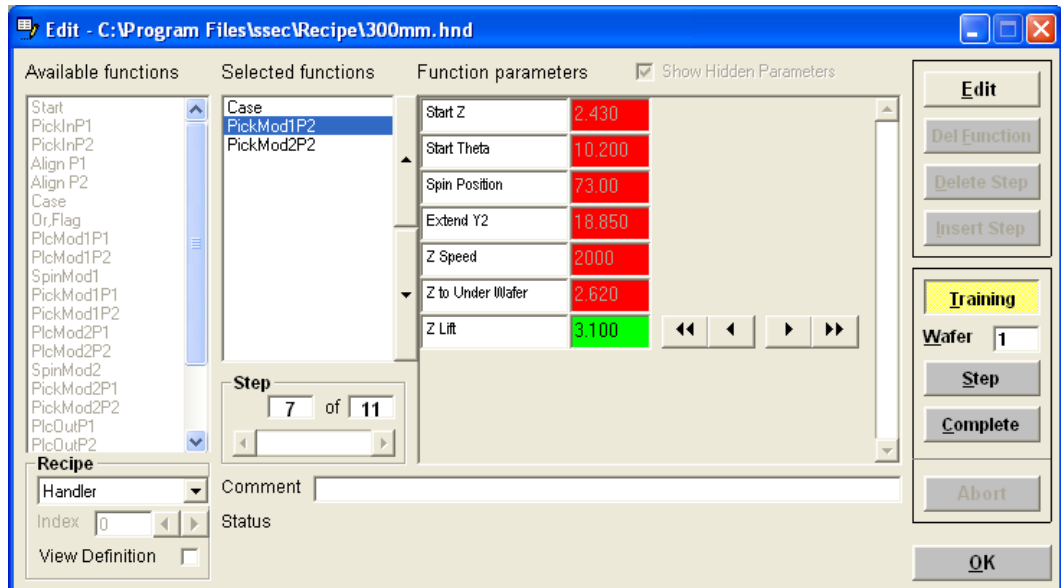 Edit - C:\Program Files\ssec\Recipe\300mm.hnd
Available functions
Start
PickInP1
PickInP2
Align P1
Align P2
Case
Or,Flag
PlcMod1P1
PlcMod1P2
SpinMod1
PickMod1P1
PickMod1P2
PlcMod2P1
PlcMod2P2
SpinMod2
PickMod2P1
PickMod2P2
PlcOutP1
PlcOutP2
Recipe
Handler
Index 0
View Definition
Selected functions
Case
PickMod1P2
PickMod2P2
Step
7 of 11
Function parameters
Show Hidden Parameters
Start Z 2.430
Start Theta 10.200
Spin Position 73.00
Extend Y2 18.850
Z Speed 2000
Z to Under Wafer 2.620
Z Lift 3.100
Comment
Status
Edit
Del Function
Delete Step
Insert Step
Training
Wafer 1
Step
Complete
Abort
OK